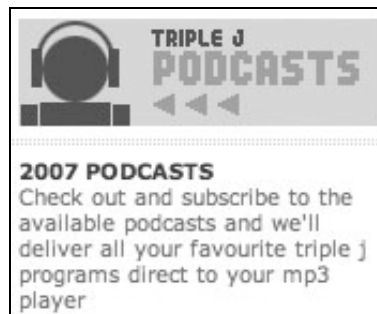 TRIPLE J
PODCASTS
2007 PODCASTS
Check out and subscribe to the
available podcasts and we'll
deliver all your favourite triple j
programs direct to your mp3
player